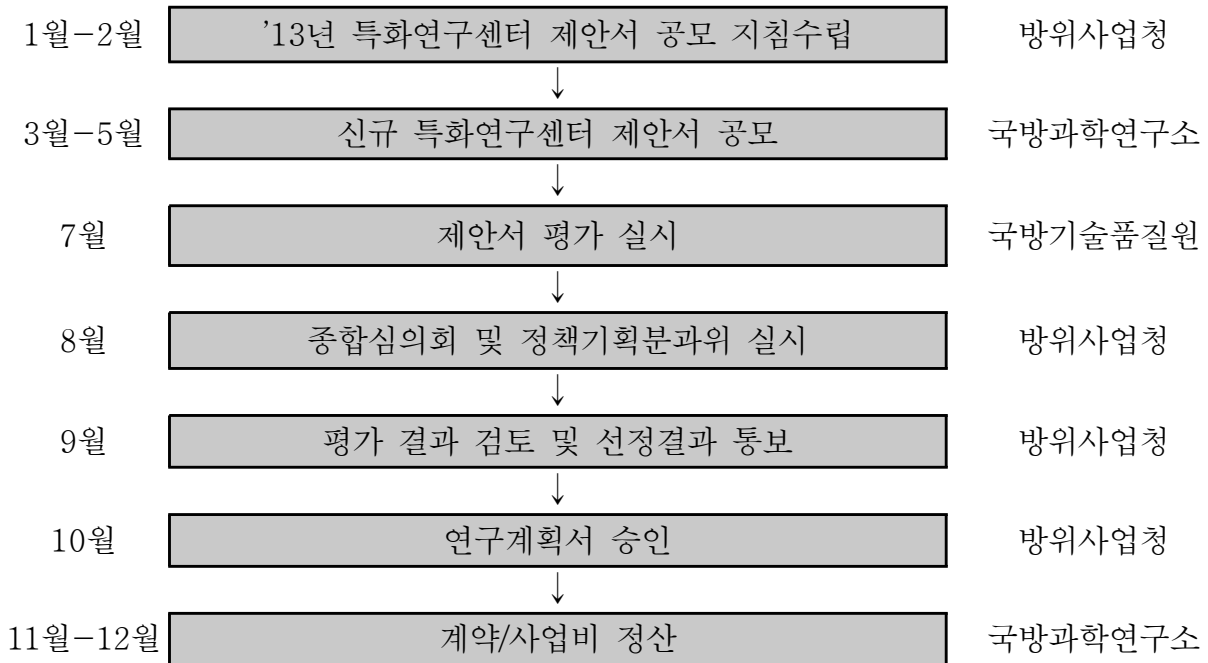 1월-2월 '13년 특화연구센터 제안서 공모 지침수립 방위사업청
↓
3월-5월 신규 특화연구센터 제안서 공모 국방과학연구소
↓
7월 제안서 평가 실시 국방기술품질원
↓
8월 종합심의회 및 정책기획분과위 실시 방위사업청
↓
9월 평가 결과 검토 및 선정결과 통보 방위사업청
↓
10월 연구계획서 승인 방위사업청
↓
11월-12월 계약/사업비 정산 국방과학연구소